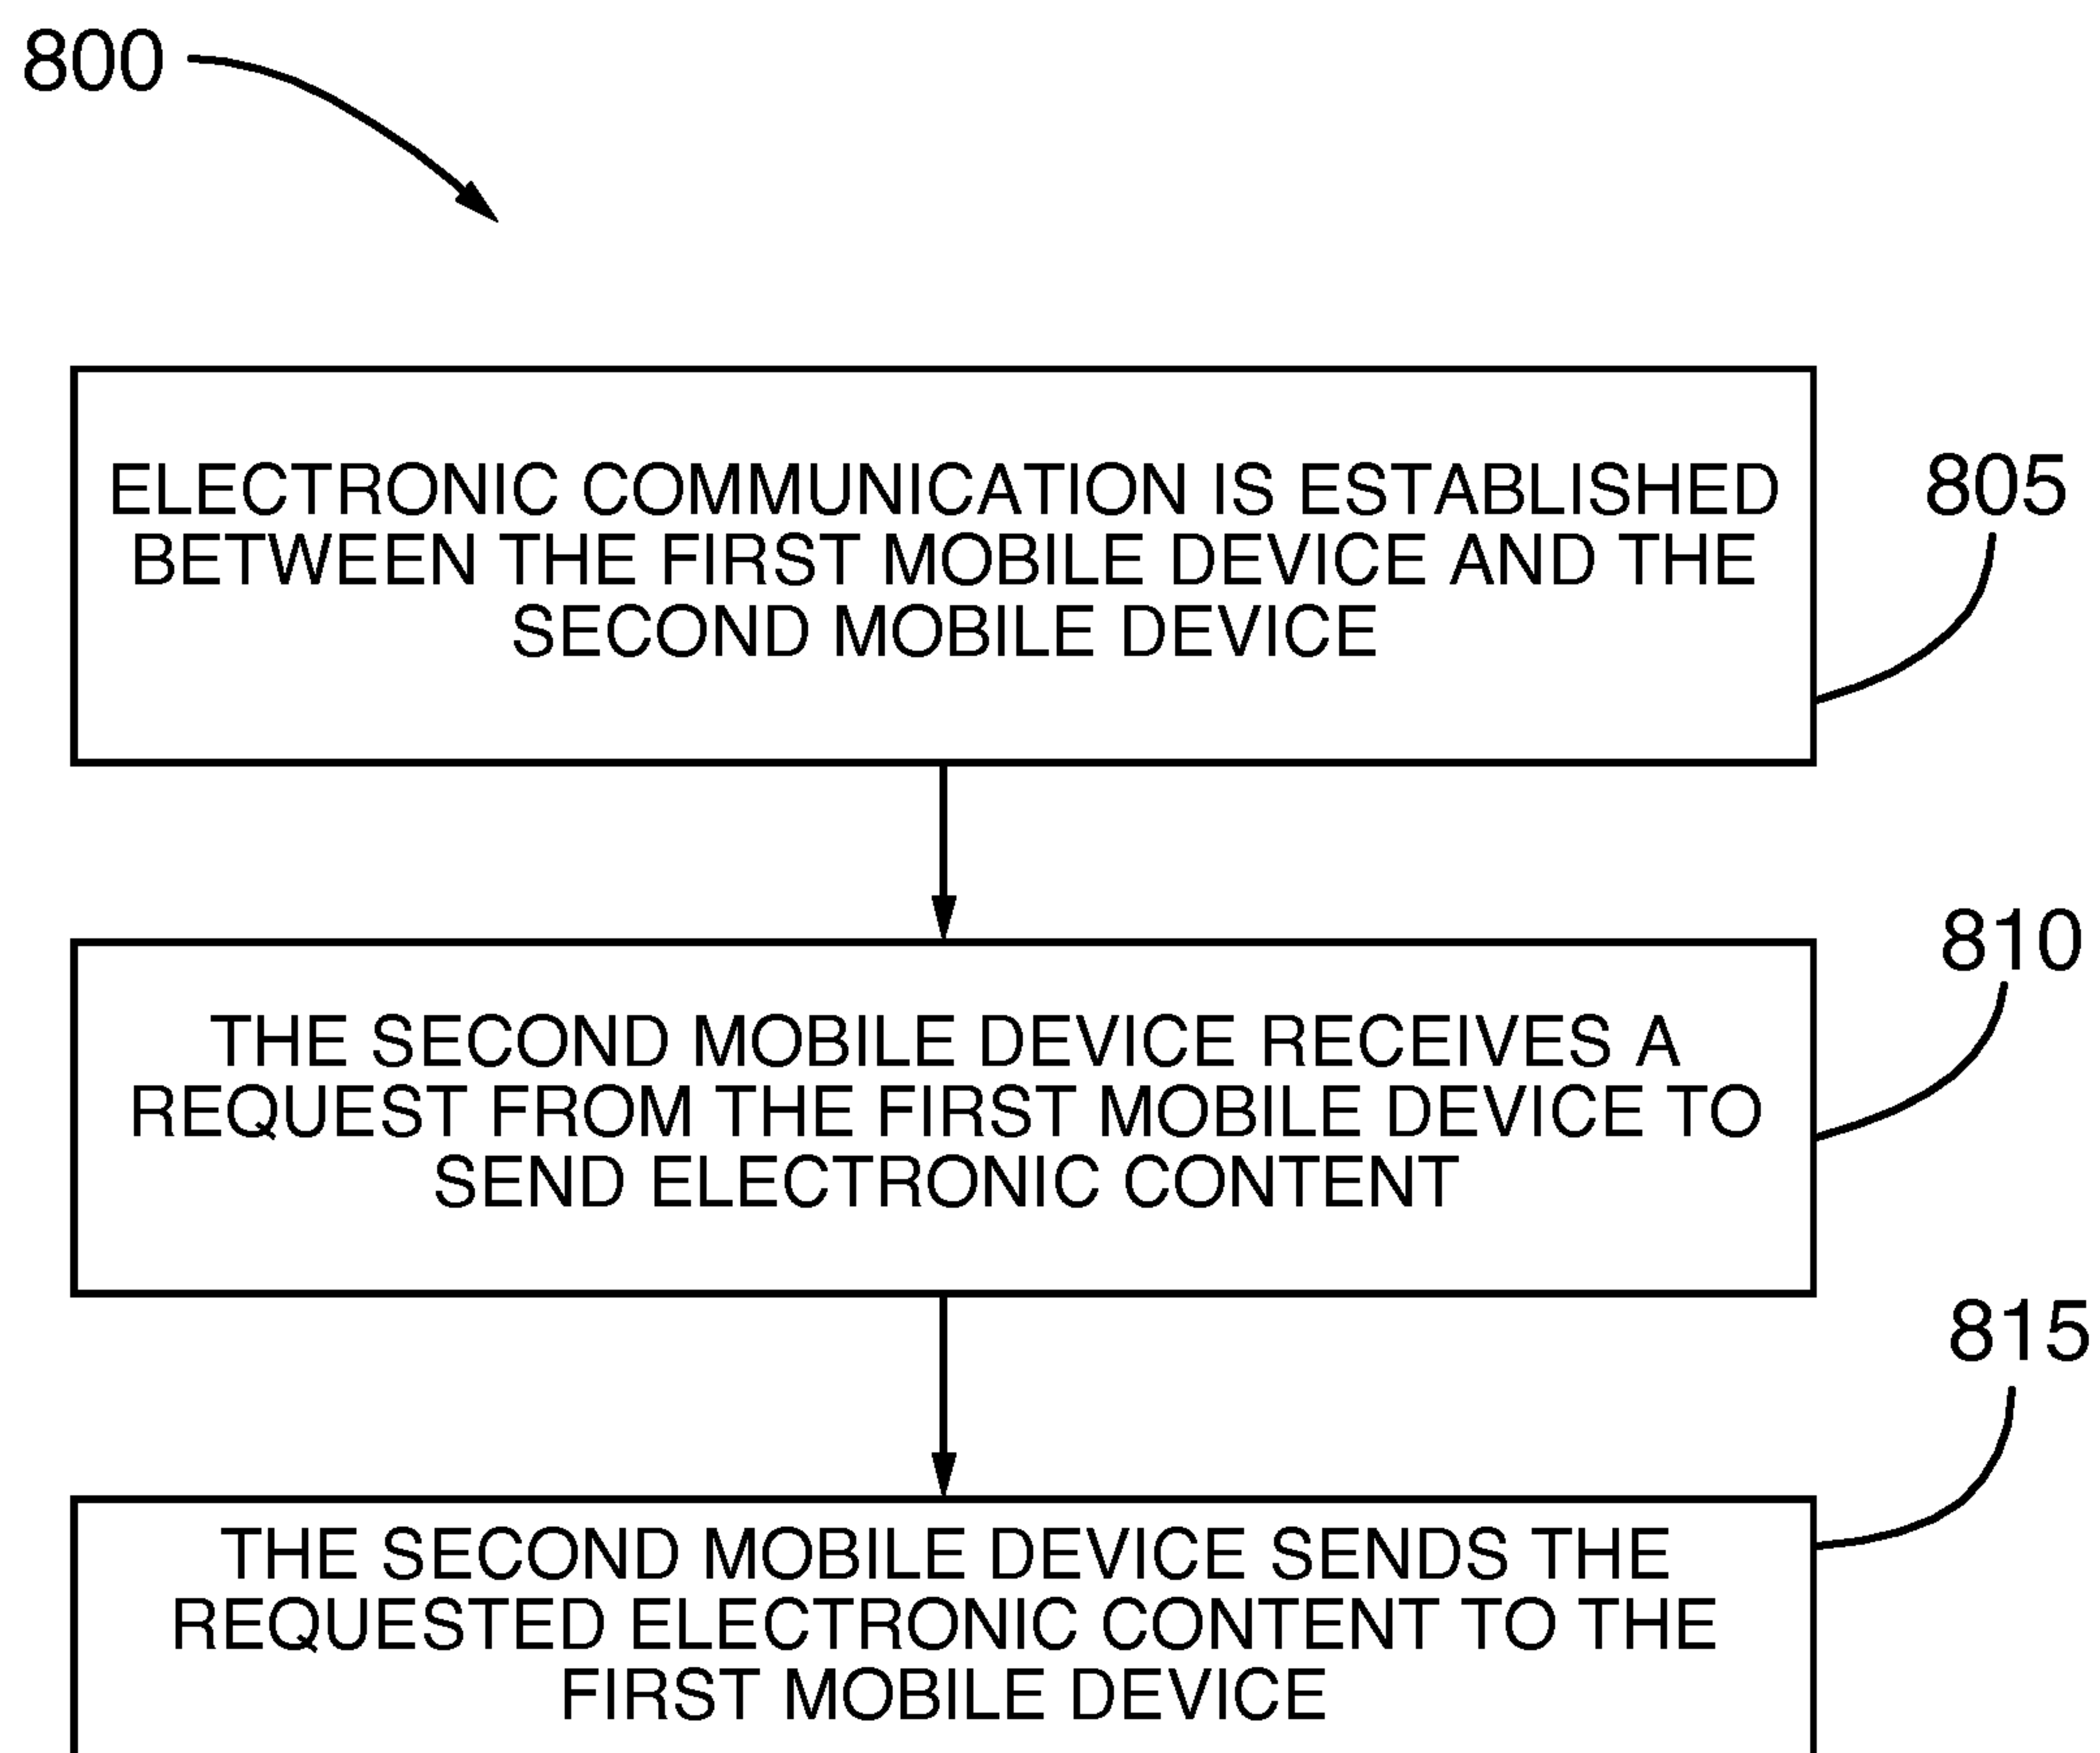 800
ELECTRONIC COMMUNICATION IS ESTABLISHED
BETWEEN THE FIRST MOBILE DEVICE AND THE
SECOND MOBILE DEVICE
805
THE SECOND MOBILE DEVICE RECEIVES A
REQUEST FROM THE FIRST MOBILE DEVICE TO
SEND ELECTRONIC CONTENT
810
THE SECOND MOBILE DEVICE SENDS THE
REQUESTED ELECTRONIC CONTENT TO THE
FIRST MOBILE DEVICE
815